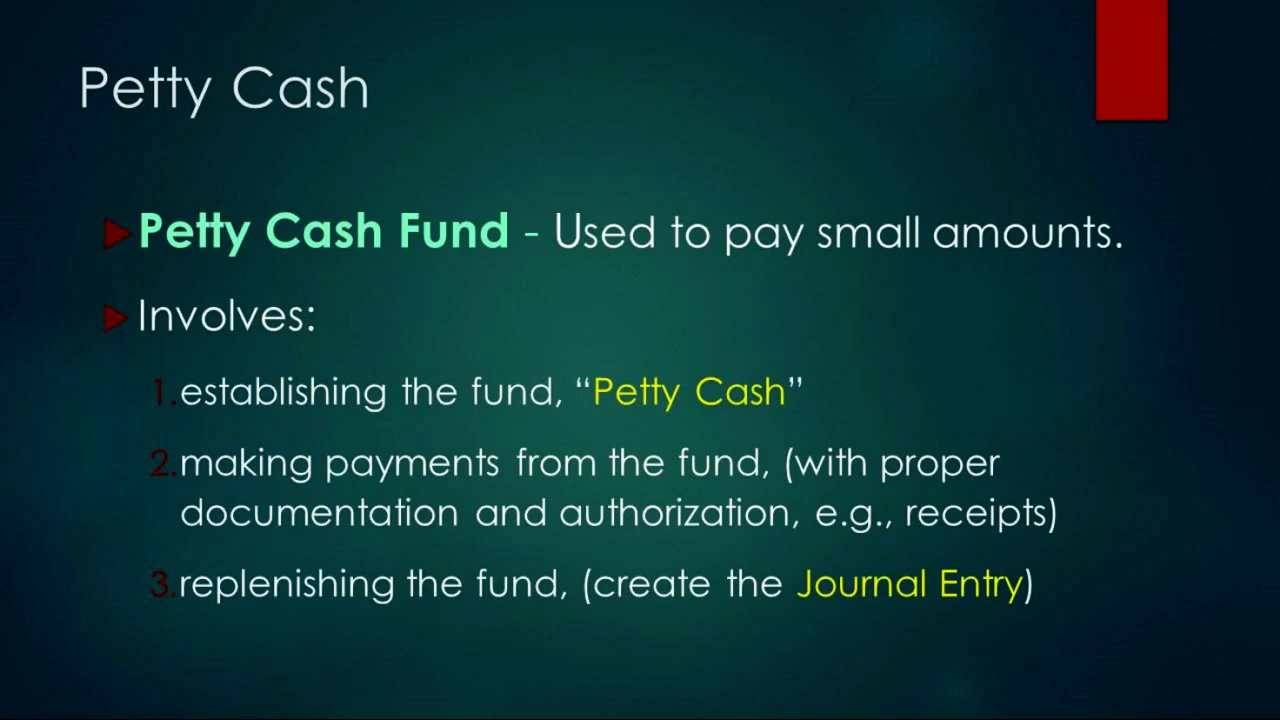 Petty Cash
Petty Cash Fund - Used to pay small amounts.
Involves:
1.establishing the fund, “Petty Cash”
2.making payments from the fund, (with proper
documentation and authorization, e.g., receipts)
3.replenishing the fund, (create the Journal Entry)